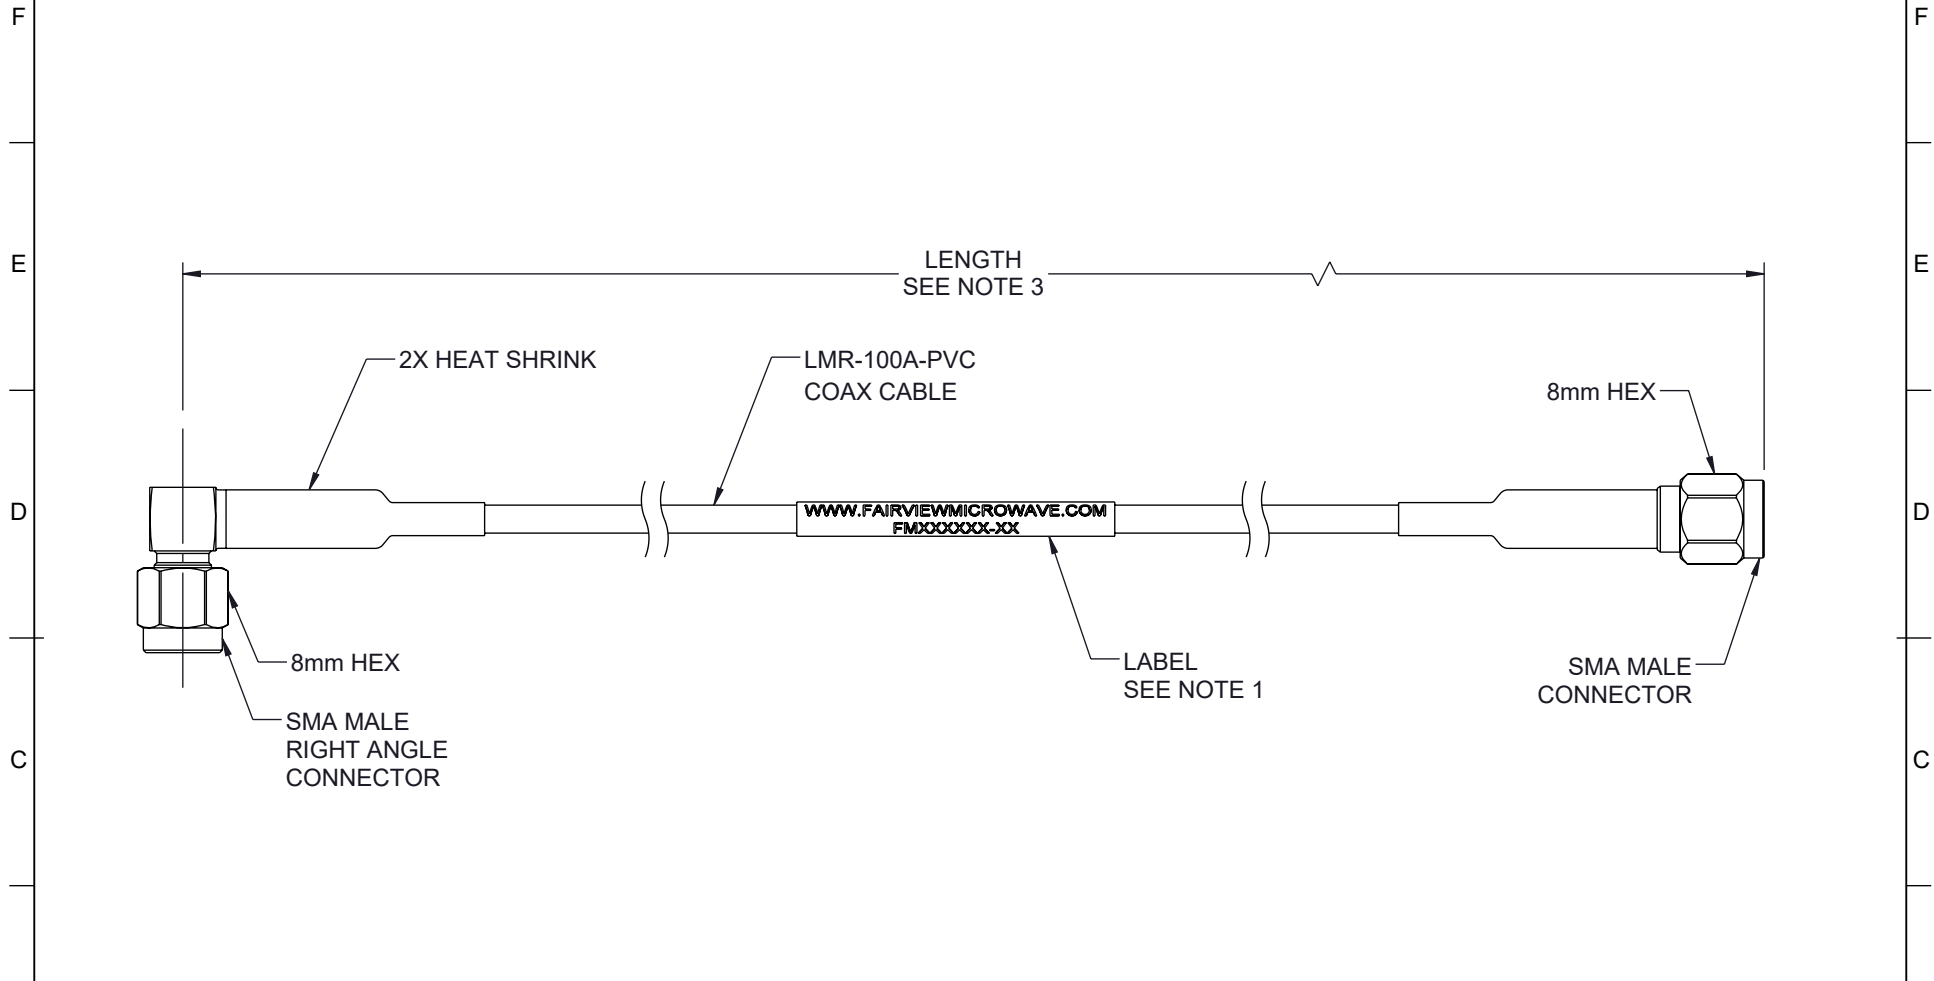 F
F
LENGTH
SEE NOTE 3
E
E
2X HEAT SHRINK
LMR-100A-PVC
COAX CABLE
8mm HEX
D
WWW.FAIRVIEWMICROWAVE.COM
FMXXXXXX-XX
D
8mm HEX
LABEL
SEE NOTE 1
SMA MALE
CONNECTOR
SMA MALE
RIGHT ANGLE
CONNECTOR
C
C